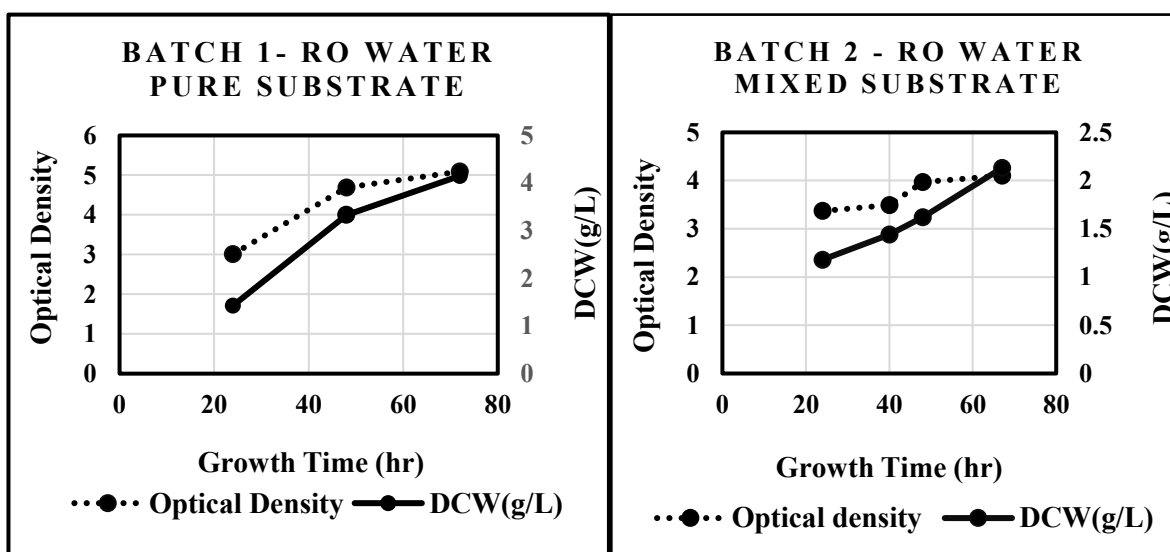 BATCH 1- RO WATER
PURE SUBSTRATE
Optical Density
6
5
4
3
2
1
0
5
4
3
2
1
0
DCW(g/L)
0 20 40 60 80
Growth Time (hr)
Optical Density DCW(g/L)
BATCH 2 - RO WATER
MIXED SUBSTRATE
Optical Density
5
4
3
2
1
0
2.5
2
1.5
1
0.5
0
DCW(g/L)
0 20 40 60 80
Growth Time (hr)
Optical density DCW(g/L)